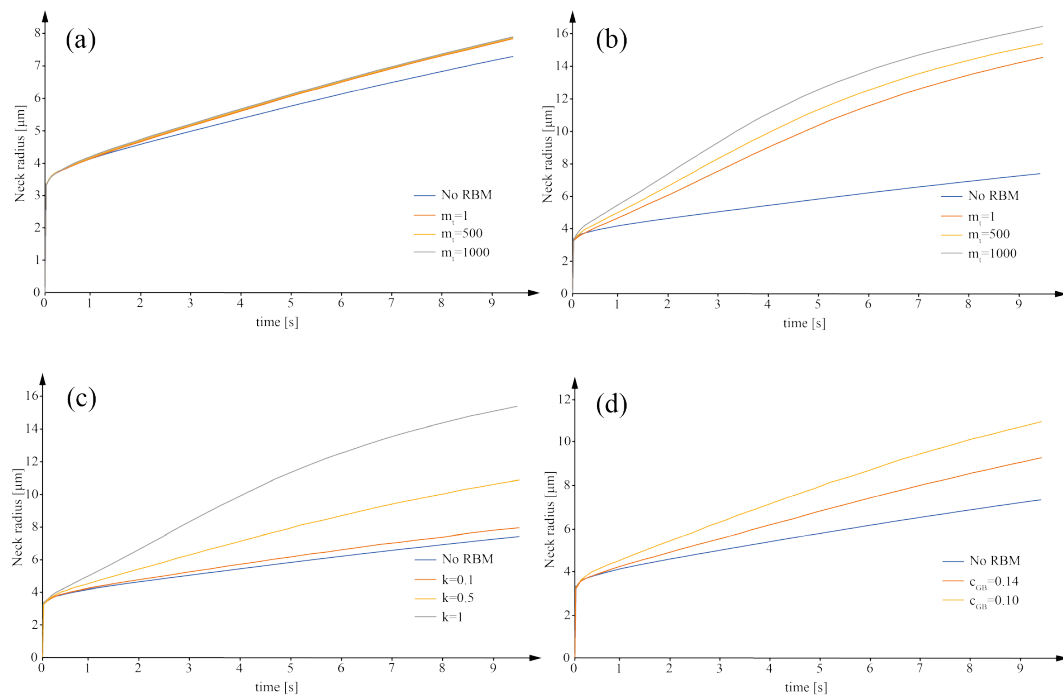 (a)
Neck radius [µm]
8
7
6
5
4
3
2
1
0
No RBM
mₜ=1
mₜ=500
mₜ=1000
0 1 2 3 4 5 6 7 8 9
time [s]
(b)
Neck radius [µm]
16
14
12
10
8
6
4
2
0
No RBM
mₜ=1
mₜ=500
mₜ=1000
0 1 2 3 4 5 6 7 8 9
time [s]
(c)
Neck radius [µm]
16
14
12
10
8
6
4
2
0
No RBM
k=0.1
k=0.5
k=1
0 1 2 3 4 5 6 7 8 9
time [s]
(d)
Neck radius [µm]
12
10
8
6
4
2
0
No RBM
c_GB=0.14
c_GB=0.10
0 1 2 3 4 5 6 7 8 9
time [s]